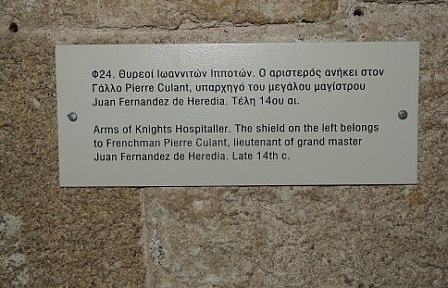 Φ24. Θυρεοί Ιωαννιτών Ιπποτών. Ο αριστερός ανήκει στον
Γάλλο Pierre Culant, υπαρχηγό του μεγάλου μαγίστρου
Juan Fernandez de Heredia. Τέλη 14ου αι.
Arms of Knights Hospitaller. The shield on the left belongs
to Frenchman Pierre Culant, lieutenant of grand master
Juan Fernandez de Heredia. Late 14th c.